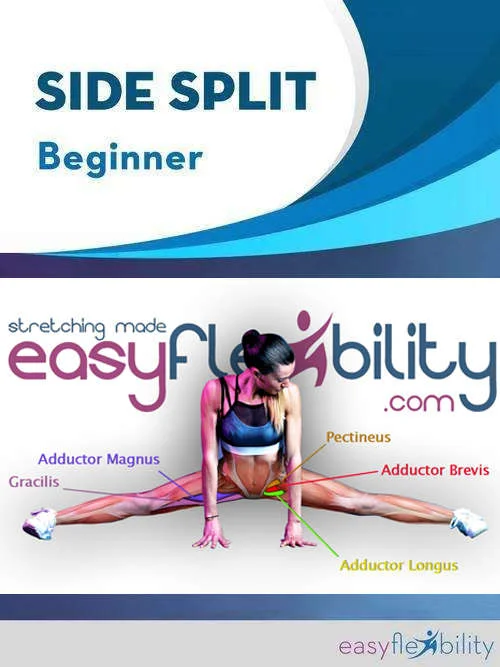 SIDE SPLIT
Beginner
stretching made
easyflexibility
.com
Pectineus
Adductor Magnus
Adductor Brevis
Gracilis
Adductor Longus
easyflexibility